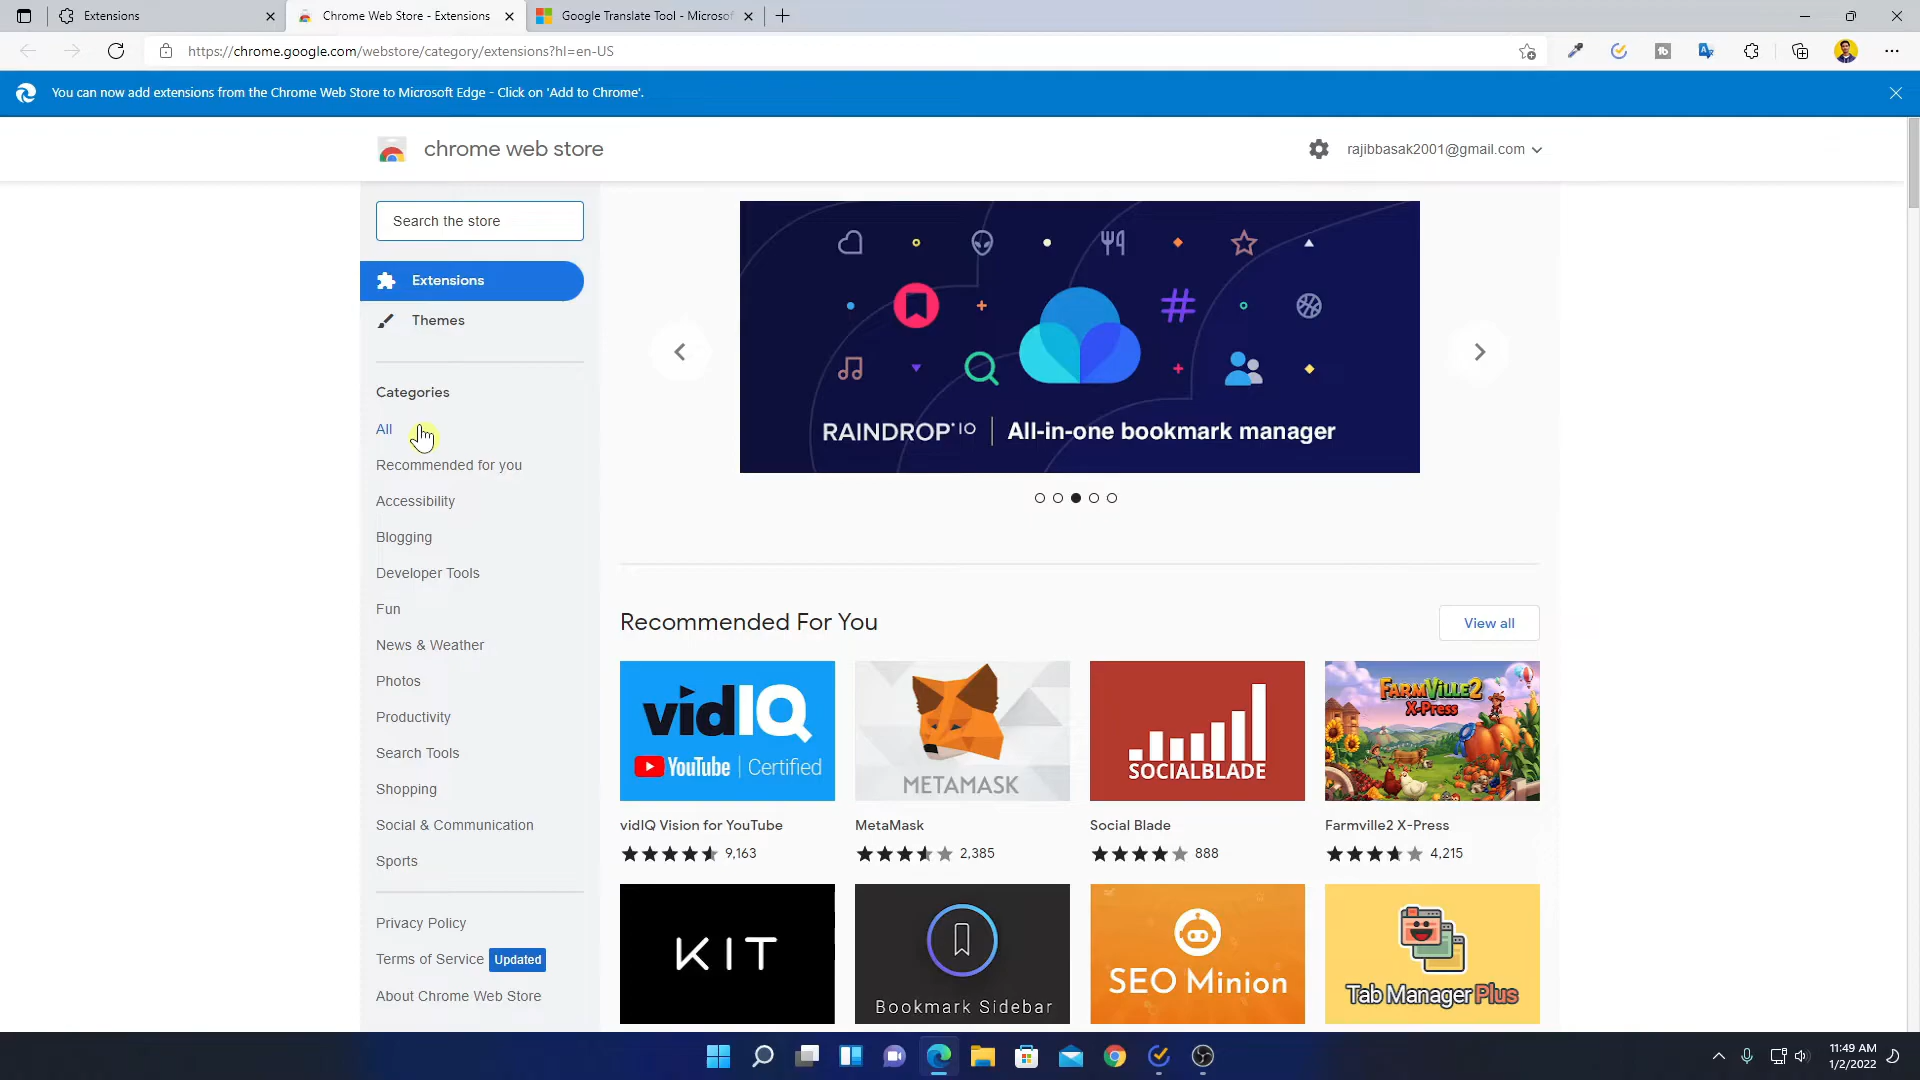 Extensions
Chrome Web Store - Extensions
Google Translate Tool - Microsof
https://chrome.google.com/webstore/category/extensions?hl=en-US
You can now add extensions from the Chrome Web Store to Microsoft Edge - Click on 'Add to Chrome'.
chrome web store
rajibbasak2001@gmail.com
Search the store
Extensions
Themes
Categories
All
Recommended for you
Accessibility
Blogging
Developer Tools
Fun
News & Weather
Photos
Productivity
Search Tools
Shopping
Social & Communication
Sports
Privacy Policy
Terms of Service Updated
About Chrome Web Store
RAINDROP.IO | All-in-one bookmark manager
Recommended For You
View all
vidIQ
YouTube | Certified
METAMASK
SOCIALBLADE
FARMVILLE2
X-PRESS
vidIQ Vision for YouTube
MetaMask
Social Blade
Farmville2 X-Press
9,163
2,385
888
4,215
KIT
Bookmark Sidebar
SEO Minion
Tab Manager Plus
11:49 AM
1/2/2022